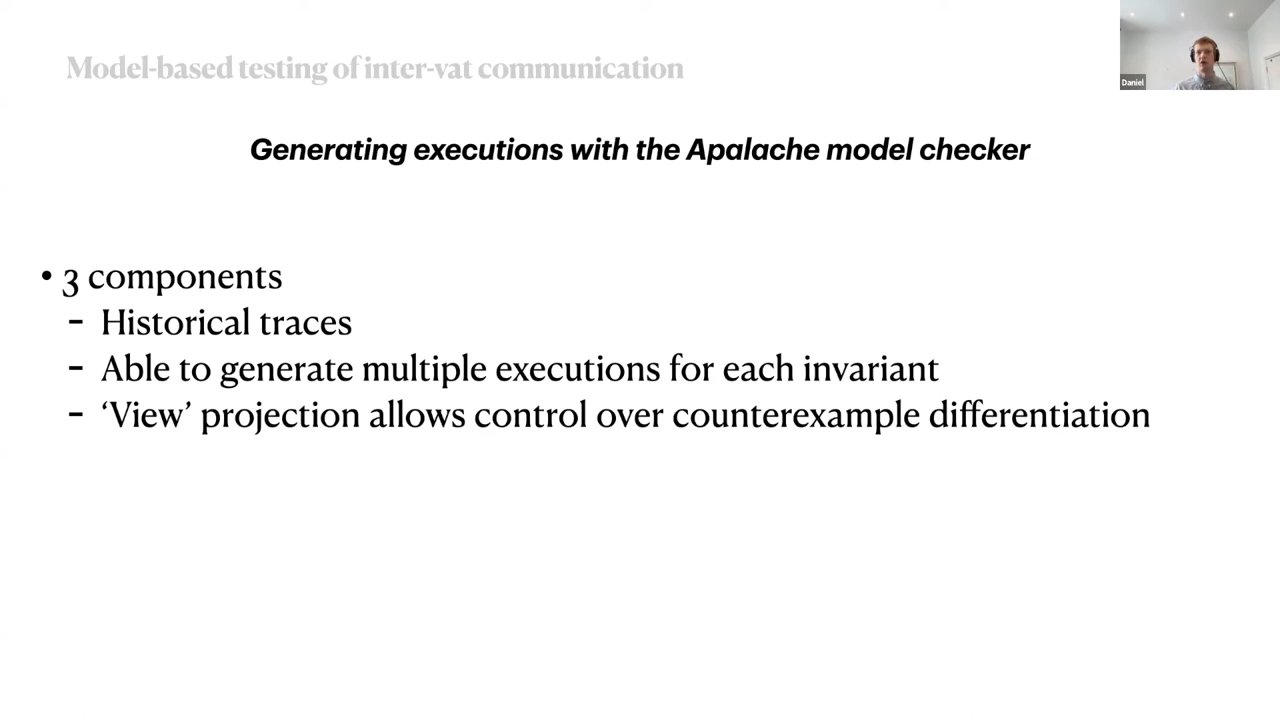 Model-based testing of inter-vat communication
Daniel
Generating executions with the Apalache model checker
• 3 components
- Historical traces
- Able to generate multiple executions for each invariant
- ‘View’ projection allows control over counterexample differentiation